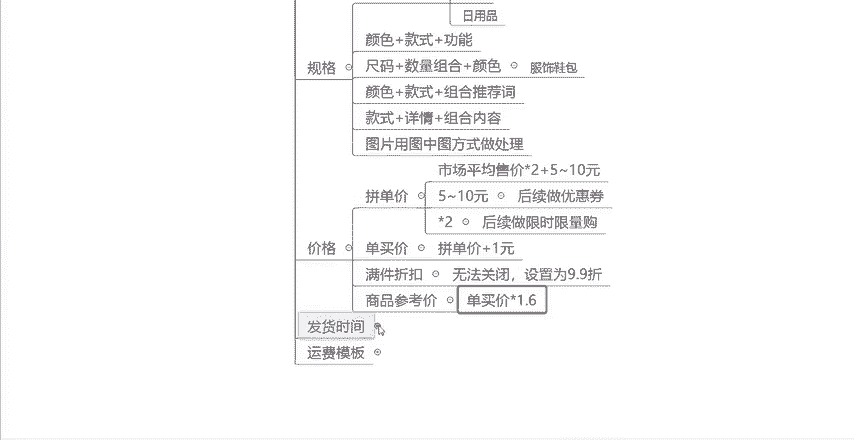 日用品
颜色+款式+功能
规格
尺码+数量组合+颜色
服饰鞋包
颜色+款式+组合推荐词
款式+详情+组合内容
图片用图中图方式做处理
市场平均售价*2+5~10元
拼单价
5~10元
后续做优惠券
*2
后续做限时限量购
价格
单买价
拼单价+1元
满件折扣
无法关闭，设置为9.9折
商品参考价
单买价*1.6
发货时间
运费模板